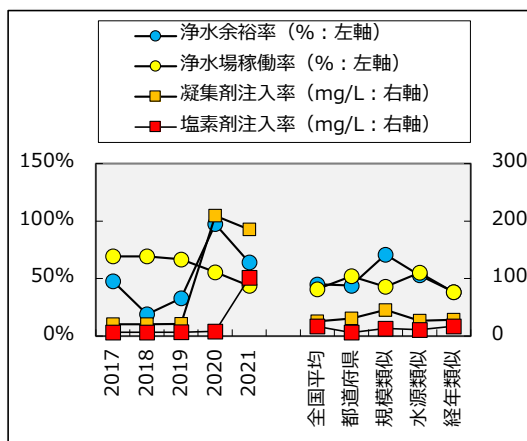 浄水余裕率（%：左軸）
浄水場稼働率（%：左軸）
凝集剤注入率（mg/L：右軸）
塩素剤注入率（mg/L：右軸）
150%
100%
50%
0%
300
200
100
0
2017
2018
2019
2020
2021
全国平均
都道府県
規模類似
水源類似
経年類似